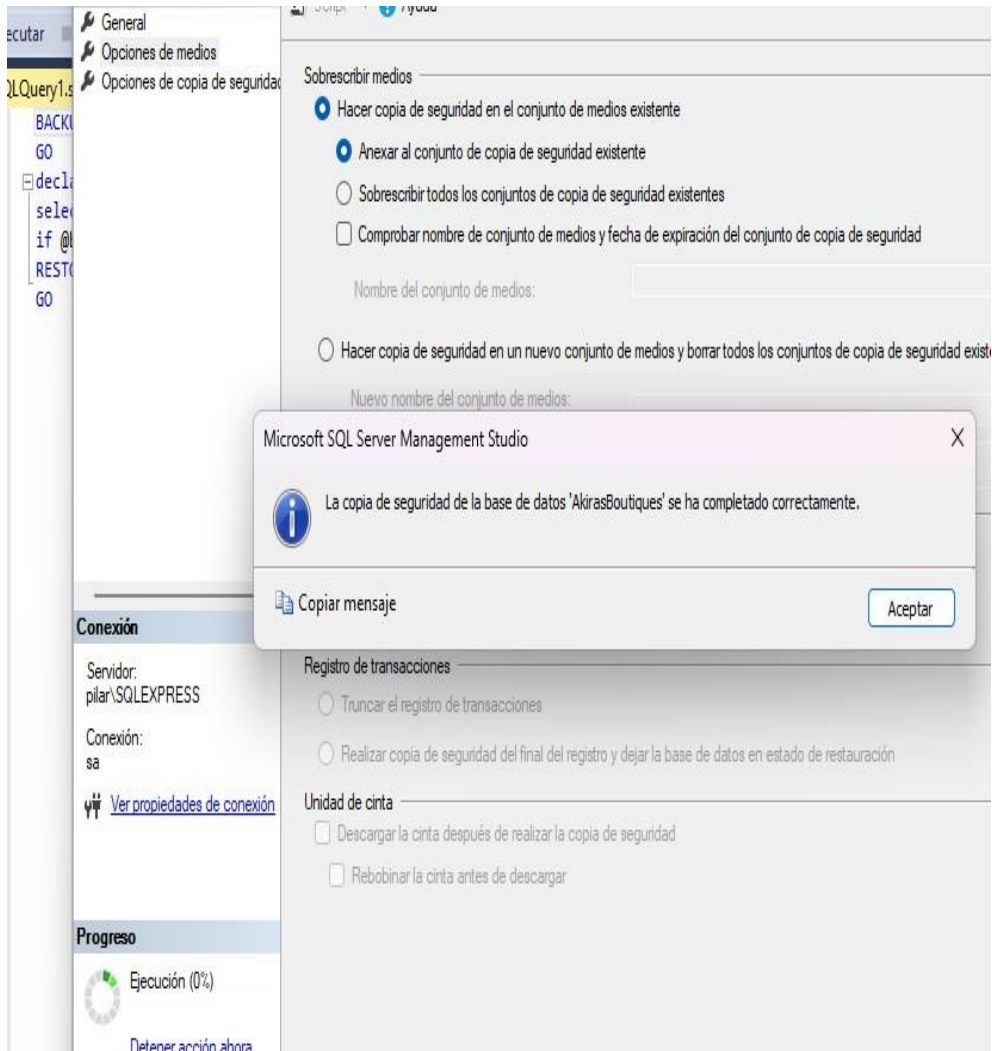 Ayuda
ecutar
General
Opciones de medios
Opciones de copia de seguridad
QLQuery1.s
BACKU
GO
decla
selec
if @b
RESTO
GO
Sobrescribir medios
Hacer copia de seguridad en el conjunto de medios existente
Anexar al conjunto de copia de seguridad existente
Sobrescribir todos los conjuntos de copia de seguridad existentes
Comprobar nombre de conjunto de medios y fecha de expiración del conjunto de copia de seguridad
Nombre del conjunto de medios:
Hacer copia de seguridad en un nuevo conjunto de medios y borrar todos los conjuntos de copia de seguridad existe
Nuevo nombre del conjunto de medios:
Microsoft SQL Server Management Studio
La copia de seguridad de la base de datos 'AkirasBoutiques' se ha completado correctamente.
Copiar mensaje
Aceptar
Conexión
Servidor:
pilar\SQLEXPRESS
Conexión:
sa
Ver propiedades de conexión
Registro de transacciones
Truncar el registro de transacciones
Realizar copia de seguridad del final del registro y dejar la base de datos en estado de restauración
Unidad de cinta
Descargar la cinta después de realizar la copia de seguridad
Rebobinar la cinta antes de descargar
Progreso
Ejecución (0%)
Detener acción ahora